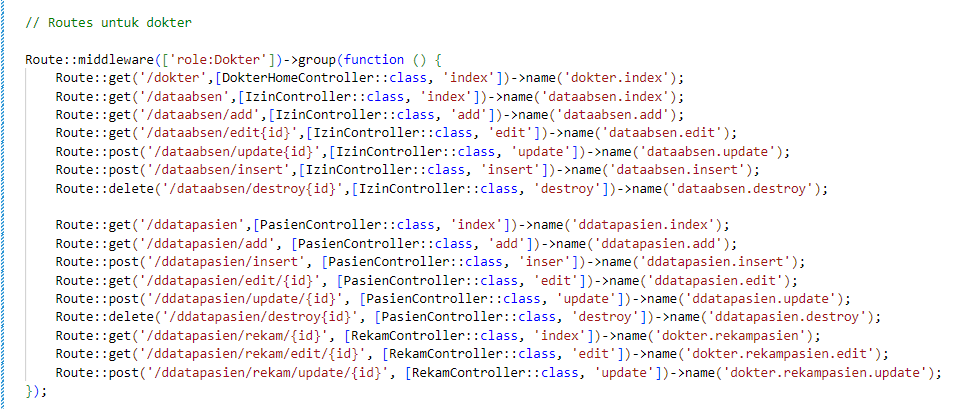 // Routes untuk dokter
Route::middleware(['role:Dokter'])->group(function () {
Route::get('/dokter',[DokterHomeController::class, 'index'])->name('dokter.index');
Route::get('/dataabsen',[IzinController::class, 'index'])->name('dataabsen.index');
Route::get('/dataabsen/add',[IzinController::class, 'add'])->name('dataabsen.add');
Route::get('/dataabsen/edit{id}',[IzinController::class, 'edit'])->name('dataabsen.edit');
Route::post('/dataabsen/update{id}',[IzinController::class, 'update'])->name('dataabsen.update');
Route::post('/dataabsen/insert',[IzinController::class, 'insert'])->name('dataabsen.insert');
Route::delete('/dataabsen/destroy{id}',[IzinController::class, 'destroy'])->name('dataabsen.destroy');
Route::get('/ddatapasien',[PasienController::class, 'index'])->name('ddatapasien.index');
Route::get('/ddatapasien/add', [PasienController::class, 'add'])->name('ddatapasien.add');
Route::post('/ddatapasien/insert', [PasienController::class, 'inser'])->name('ddatapasien.insert');
Route::get('/ddatapasien/edit/{id}', [PasienController::class, 'edit'])->name('ddatapasien.edit');
Route::post('/ddatapasien/update/{id}', [PasienController::class, 'update'])->name('ddatapasien.update');
Route::delete('/ddatapasien/destroy{id}', [PasienController::class, 'destroy'])->name('ddatapasien.destroy');
Route::get('/ddatapasien/rekam/{id}', [RekamController::class, 'index'])->name('dokter.rekampasien');
Route::get('/ddatapasien/rekam/edit/{id}', [RekamController::class, 'edit'])->name('dokter.rekampasien.edit');
Route::post('/ddatapasien/rekam/update/{id}', [RekamController::class, 'update'])->name('dokter.rekampasien.update');
});